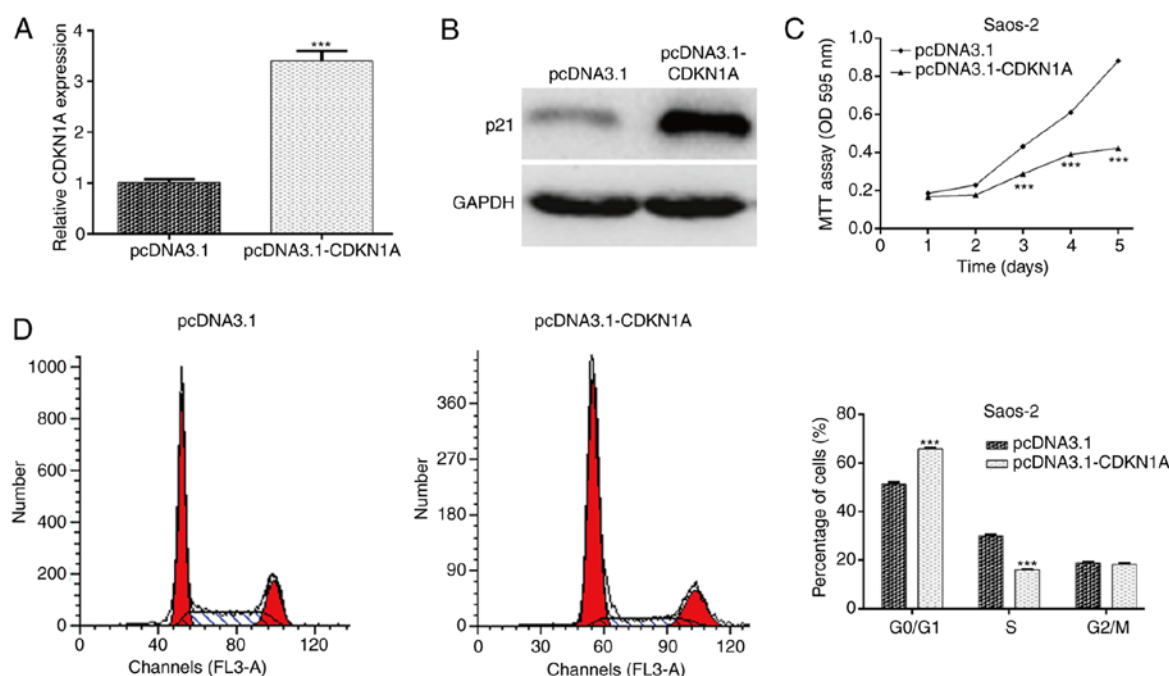 A
Relative CDKN1A expression
4
3
2
1
0
***
pcDNA3.1
pcDNA3.1-CDKN1A
B
pcDNA3.1
pcDNA3.1-
CDKN1A
p21
GAPDH
C
Saos-2
pcDNA3.1
pcDNA3.1-CDKN1A
MTT assay (OD 595 nm)
1.0
0.8
0.6
0.4
0.2
0
***
***
***
0
1
2
3
4
5
Time (days)
D
pcDNA3.1
Number
1000
800
600
400
200
0
0
40
80
120
Channels (FL3-A)
pcDNA3.1-CDKN1A
Number
360
270
180
90
0
0
30
60
90
120
Channels (FL3-A)
Saos-2
pcDNA3.1
pcDNA3.1-CDKN1A
Percentage of cells (%)
80
60
40
20
0
***
***
G0/G1
S
G2/M